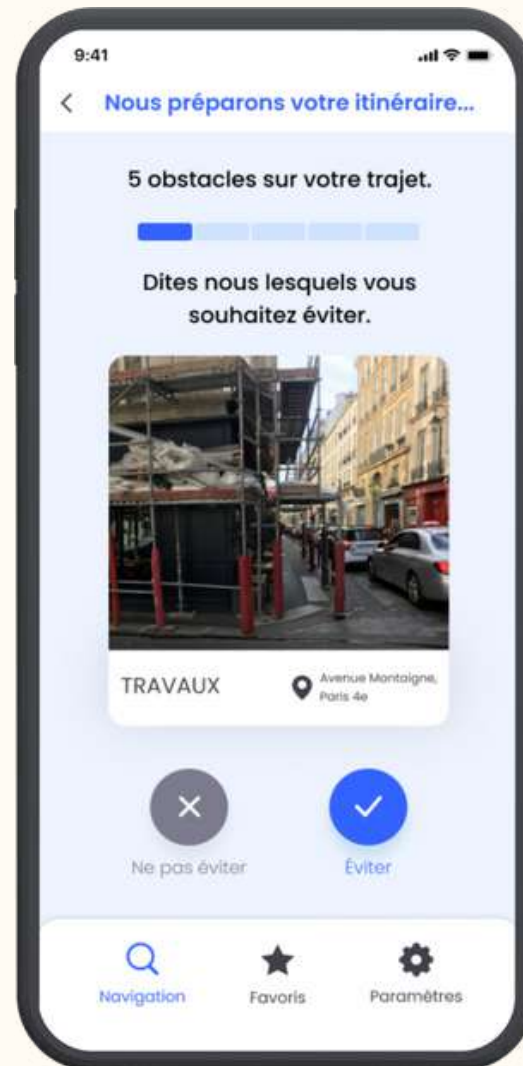 9:41
Nous préparons votre itinéraire...
5 obstacles sur votre trajet.
Dites nous lesquels vous
souhaitez éviter.
TRAVAUX
Avenue Montaigne,
Paris 4e
Ne pas éviter
Éviter
Navigation
Favoris
Paramètres